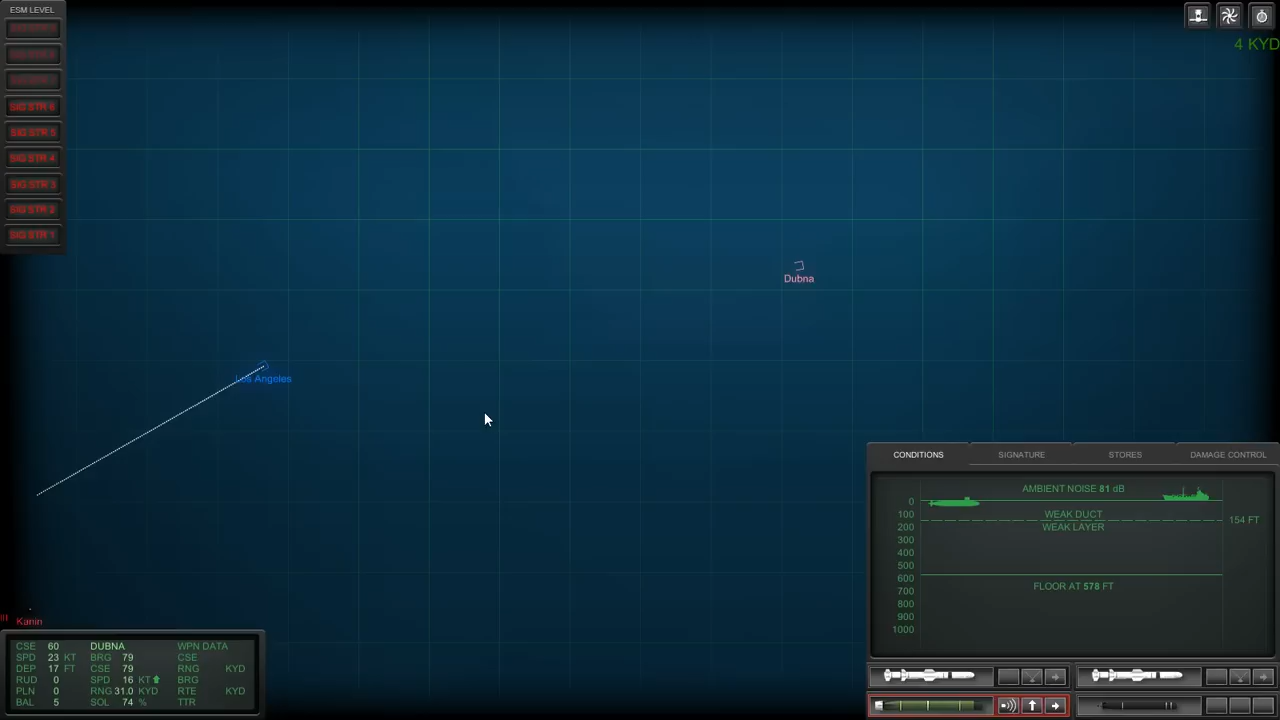 ESM LEVEL
SIG STR 6
SIG STR 5
SIG STR 4
SIG STR 3
SIG STR 2
SIG STR 1
4 KYD
Dubna
Los Angeles
Kanin
CSE 60 DUBNA WPN DATA
SPD 23 KT BRG 79 CSE
DEP 17 FT CSE 79 RNG KYD
RUD 0 SPD 16 KT BRG
PLN 0 RNG 31.0 KYD RTE KYD
BAL 5 SOL 74 % TTR
CONDITIONS SIGNATURE STORES DAMAGE CONTROL
AMBIENT NOISE 81 dB
0
100 WEAK DUCT
154 FT
200 WEAK LAYER
300
400
500
600 FLOOR AT 578 FT
700
800
900
1000